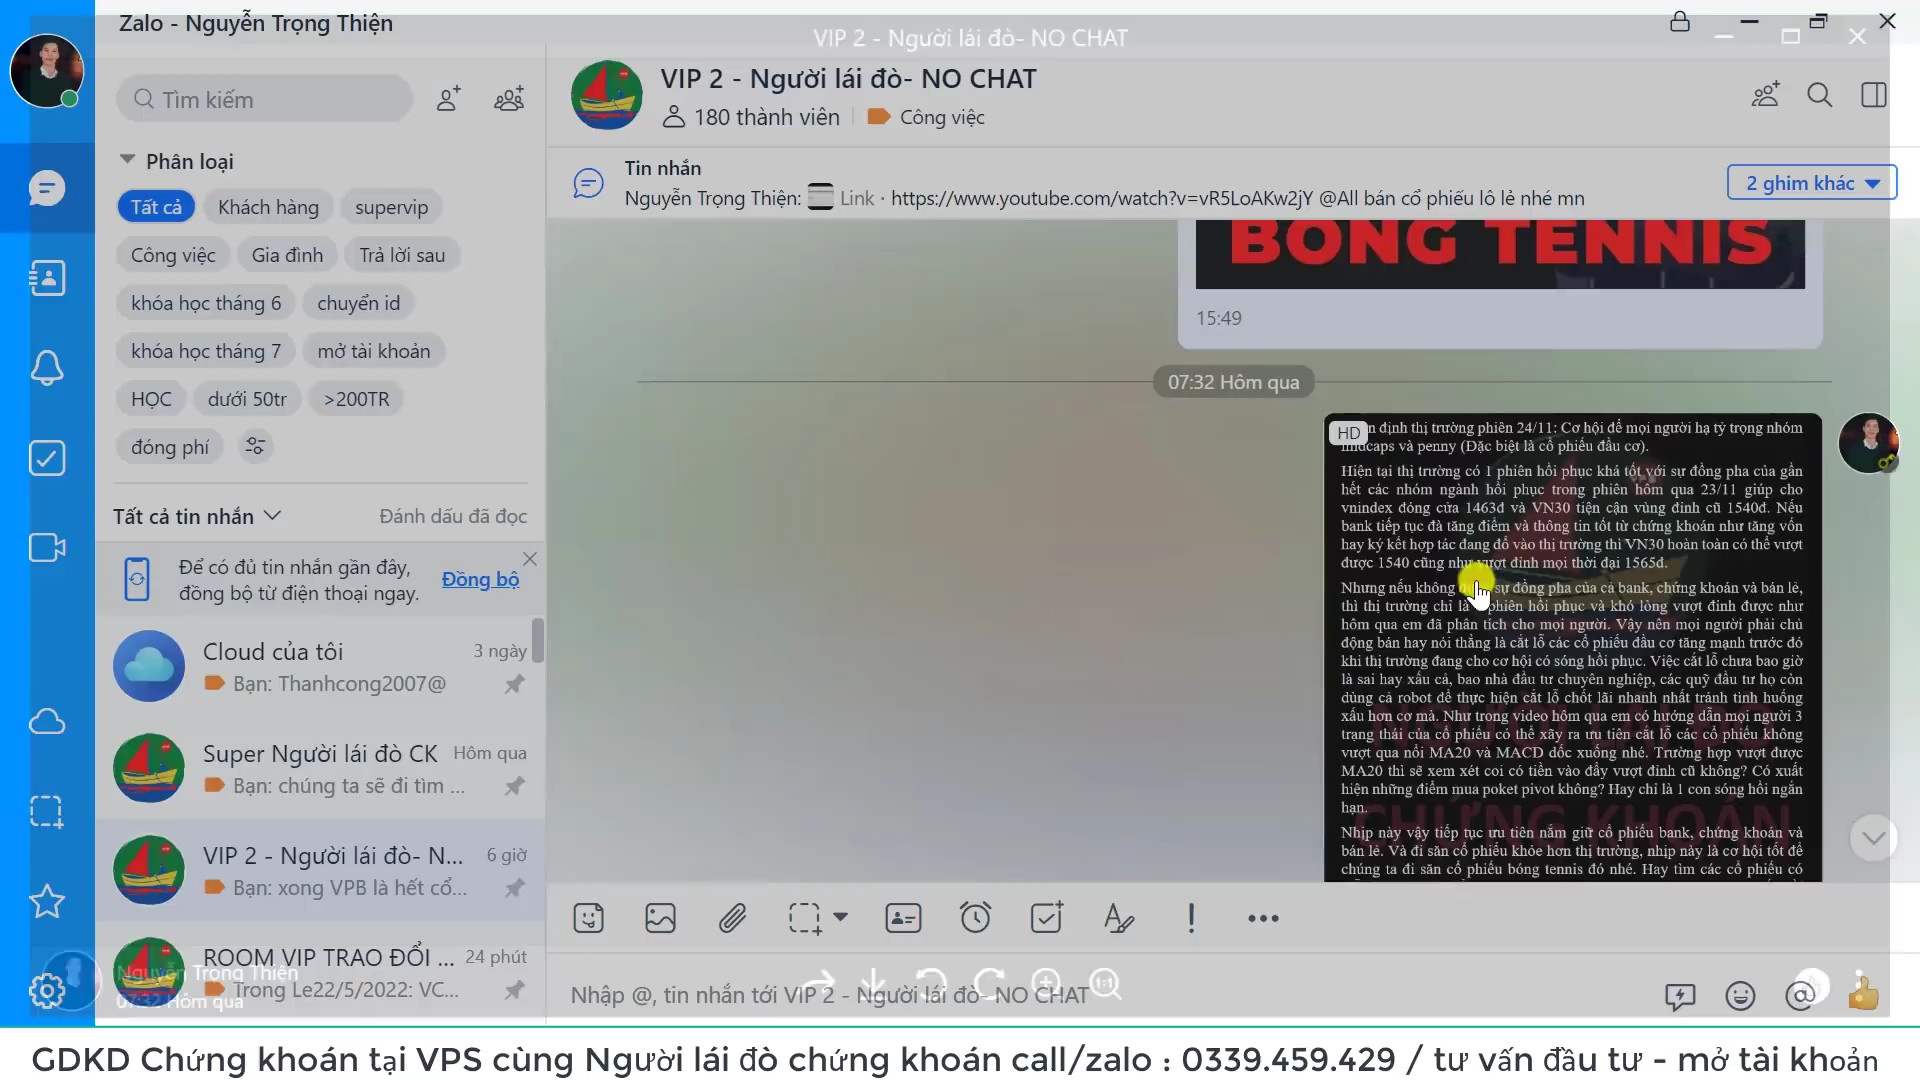 Zalo - Nguyễn Trọng Thiện
VIP 2 - Người lái đò- NO CHAT
Tìm kiếm
Phân loại
Tất cả
Khách hàng
supervip
Công việc
Gia đình
Trả lời sau
khóa học tháng 6
chuyển id
khóa học tháng 7
mở tài khoản
HỌC
dưới 50tr
>200TR
đóng phí
Tất cả tin nhắn
Đánh dấu đã đọc
Để có đủ tin nhắn gần đây,
đồng bộ từ điện thoại ngay.
Đồng bộ
Cloud của tôi
3 ngày
Bạn: Thanhcong2007@
Super Người lái đò CK
Hôm qua
Bạn: chúng ta sẽ đi tìm ...
VIP 2 - Người lái đò- N...
6 giờ
Bạn: xong VPB là hết cổ...
ROOM VIP TRAO ĐỔI ...
24 phút
Trong Le22/5/2022: VC...
Nguyễn Trọng Thiện
07:32 Hôm qua
VIP 2 - Người lái đò- NO CHAT
180 thành viên
Công việc
Tin nhắn
Nguyễn Trọng Thiện: Link · https://www.youtube.com/watch?v=vR5LoAKw2jY @All bán cổ phiếu lô lẻ nhé mn
2 ghim khác
BÓNG TENNIS
15:49
07:32 Hôm qua
HD
định thị trường phiên 24/11: Cơ hội để mọi người hạ tỷ trọng nhóm
midcaps và penny (Đặc biệt là cổ phiếu đầu cơ).
Hiện tại thị trường có 1 phiên hồi phục khá tốt với sự đồng pha của gần
hết các nhóm ngành hồi phục trong phiên hôm qua 23/11 giúp cho
vnindex đóng cửa 1463đ và VN30 tiện cận vùng đỉnh cũ 1540đ. Nếu
bank tiếp tục đà tăng điểm và thông tin tốt từ chứng khoán như tăng vốn
hay ký kết hợp tác đang đổ vào thị trường thì VN30 hoàn toàn có thể vượt
được 1540 cũng như vượt đỉnh mọi thời đại 1565đ.
Nhưng nếu không sự đồng pha của cả bank, chứng khoán và bán lẻ,
thì thị trường chỉ là phiên hồi phục và khó lòng vượt đỉnh được như
hôm qua em đã phân tích cho mọi người. Vậy nên mọi người phải chủ
động bán hay nói thẳng là cắt lỗ các cổ phiếu đầu cơ tăng mạnh trước đó
khi thị trường đang cho cơ hội có sóng hồi phục. Việc cắt lỗ chưa bao giờ
là sai hay xấu cả, bao nhà đầu tư chuyên nghiệp, các quỹ đầu tư họ còn
dùng cả robot để thực hiện cắt lỗ chốt lãi nhanh nhất tránh tình huống
xấu hơn cơ mà. Như trong video hôm qua em có hướng dẫn mọi người 3
trạng thái của cổ phiếu có thể xãy ra ưu tiên cắt lỗ các cổ phiếu không
vượt qua nổi MA20 và MACD dốc xuống nhé. Trường hợp vượt được
MA20 thì sẽ xem xét coi có tiền vào đẩy vượt đỉnh cũ không? Có xuất
hiện những điểm mua poket pivot không? Hay chỉ là 1 con sóng hồi ngắn
hạn.
Nhịp này vậy tiếp tục ưu tiên nắm giữ cổ phiếu bank, chứng khoán và
bán lẻ. Và đi săn cổ phiếu khỏe hơn thị trường, nhịp này là cơ hội tốt để
chúng ta đi săn cổ phiếu bóng tennis đó nhé. Hay tìm các cổ phiếu có
NGƯỜI LÁI ĐÒ
CHỨNG KHOÁN
Nhập @, tin nhắn tới VIP 2 - Người lái đò- NO CHAT
1:1
GDKD Chứng khoán tại VPS cùng Người lái đò chứng khoán call/zalo : 0339.459.429 / tư vấn đầu tư - mở tài khoản